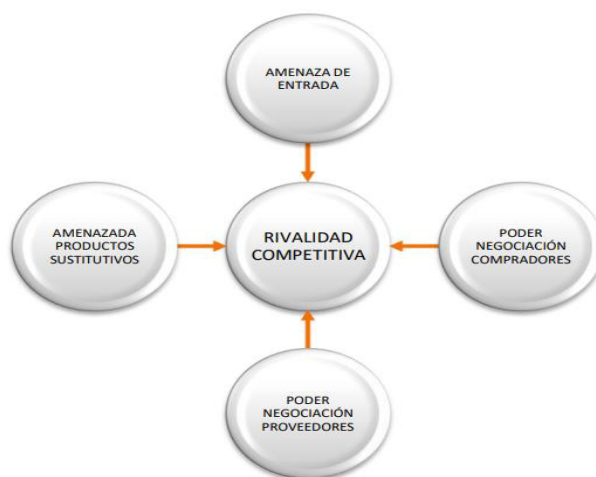 AMENAZA DE
ENTRADA
AMENAZADA
PRODUCTOS
SUSTITUTIVOS
RIVALIDAD
COMPETITIVA
PODER
NEGOCIACIÓN
COMPRADORES
PODER
NEGOCIACIÓN
PROVEEDORES